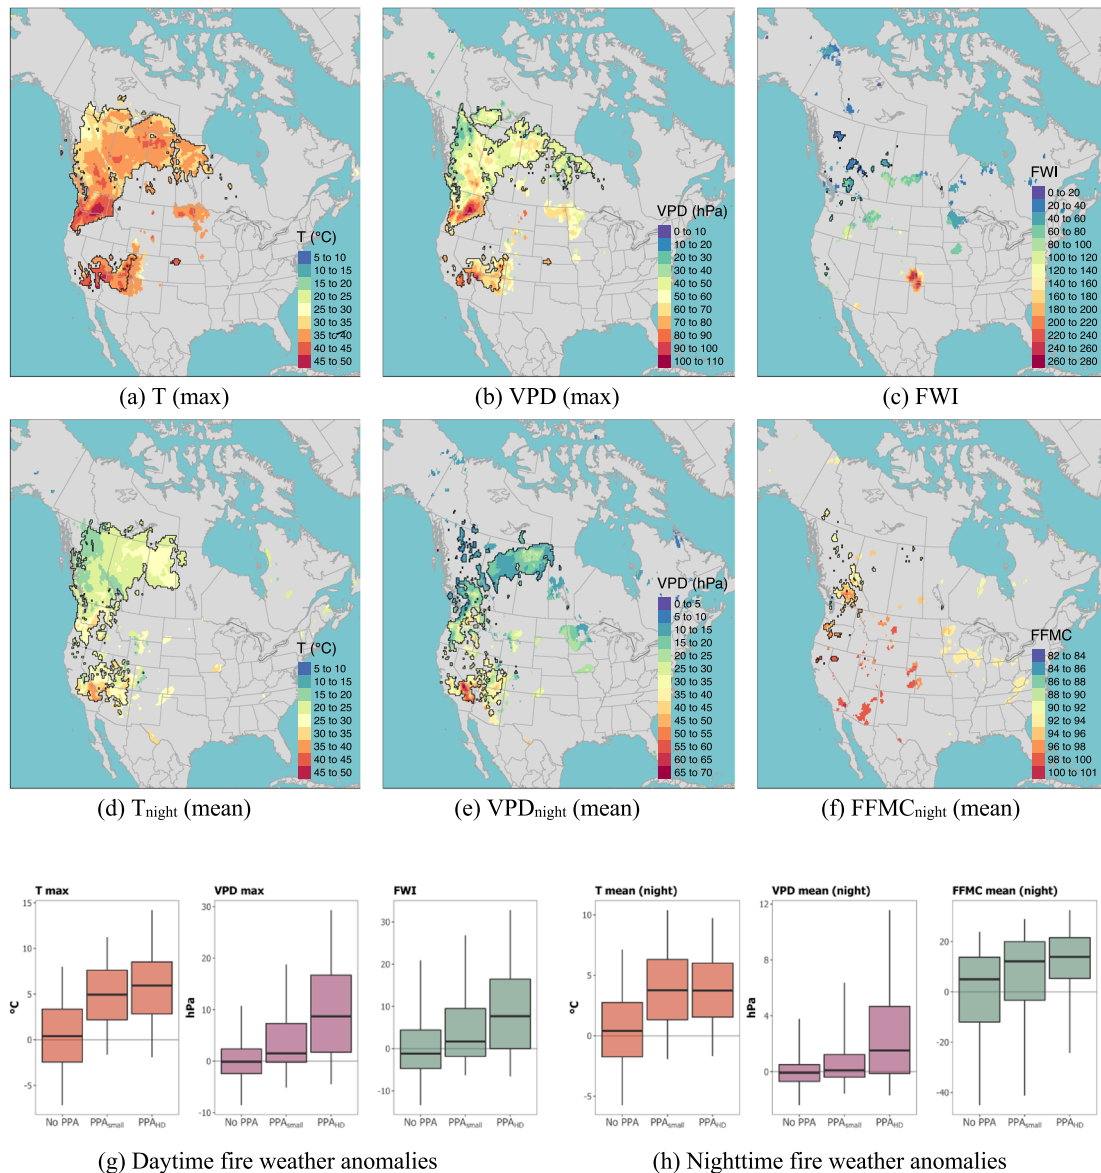 T (°C)
5 to 10
10 to 15
15 to 20
20 to 25
25 to 30
30 to 35
35 to 40
40 to 45
45 to 50
(a) T (max)
VPD (hPa)
0 to 10
10 to 20
20 to 30
30 to 40
40 to 50
50 to 60
60 to 70
70 to 80
80 to 90
90 to 100
100 to 110
(b) VPD (max)
FWI
0 to 20
20 to 40
40 to 60
60 to 80
80 to 100
100 to 120
120 to 140
140 to 160
160 to 180
180 to 200
200 to 220
220 to 240
240 to 260
260 to 280
(c) FWI
T (°C)
5 to 10
10 to 15
15 to 20
20 to 25
25 to 30
30 to 35
35 to 40
40 to 45
45 to 50
(d) Tnight (mean)
VPD (hPa)
0 to 5
5 to 10
10 to 15
15 to 20
20 to 25
25 to 30
30 to 35
35 to 40
40 to 45
45 to 50
50 to 55
55 to 60
60 to 65
65 to 70
(e) VPDnight (mean)
FFMC
82 to 84
84 to 86
86 to 88
88 to 90
90 to 92
92 to 94
94 to 96
96 to 98
98 to 100
100 to 101
(f) FFMCnight (mean)
T max
°C
15
10
5
0
-5
No PPA PPAsmall PPAHD
VPD max
hPa
30
20
10
0
-10
No PPA PPAsmall PPAHD
FWI
30
20
10
0
-10
No PPA PPAsmall PPAHD
(g) Daytime fire weather anomalies
T mean (night)
°C
10
5
0
-5
No PPA PPAsmall PPAHD
VPD mean (night)
hPa
12
8
4
0
No PPA PPAsmall PPAHD
FFMC mean (night)
20
0
-20
-40
No PPA PPAsmall PPAHD
(h) Nighttime fire weather anomalies